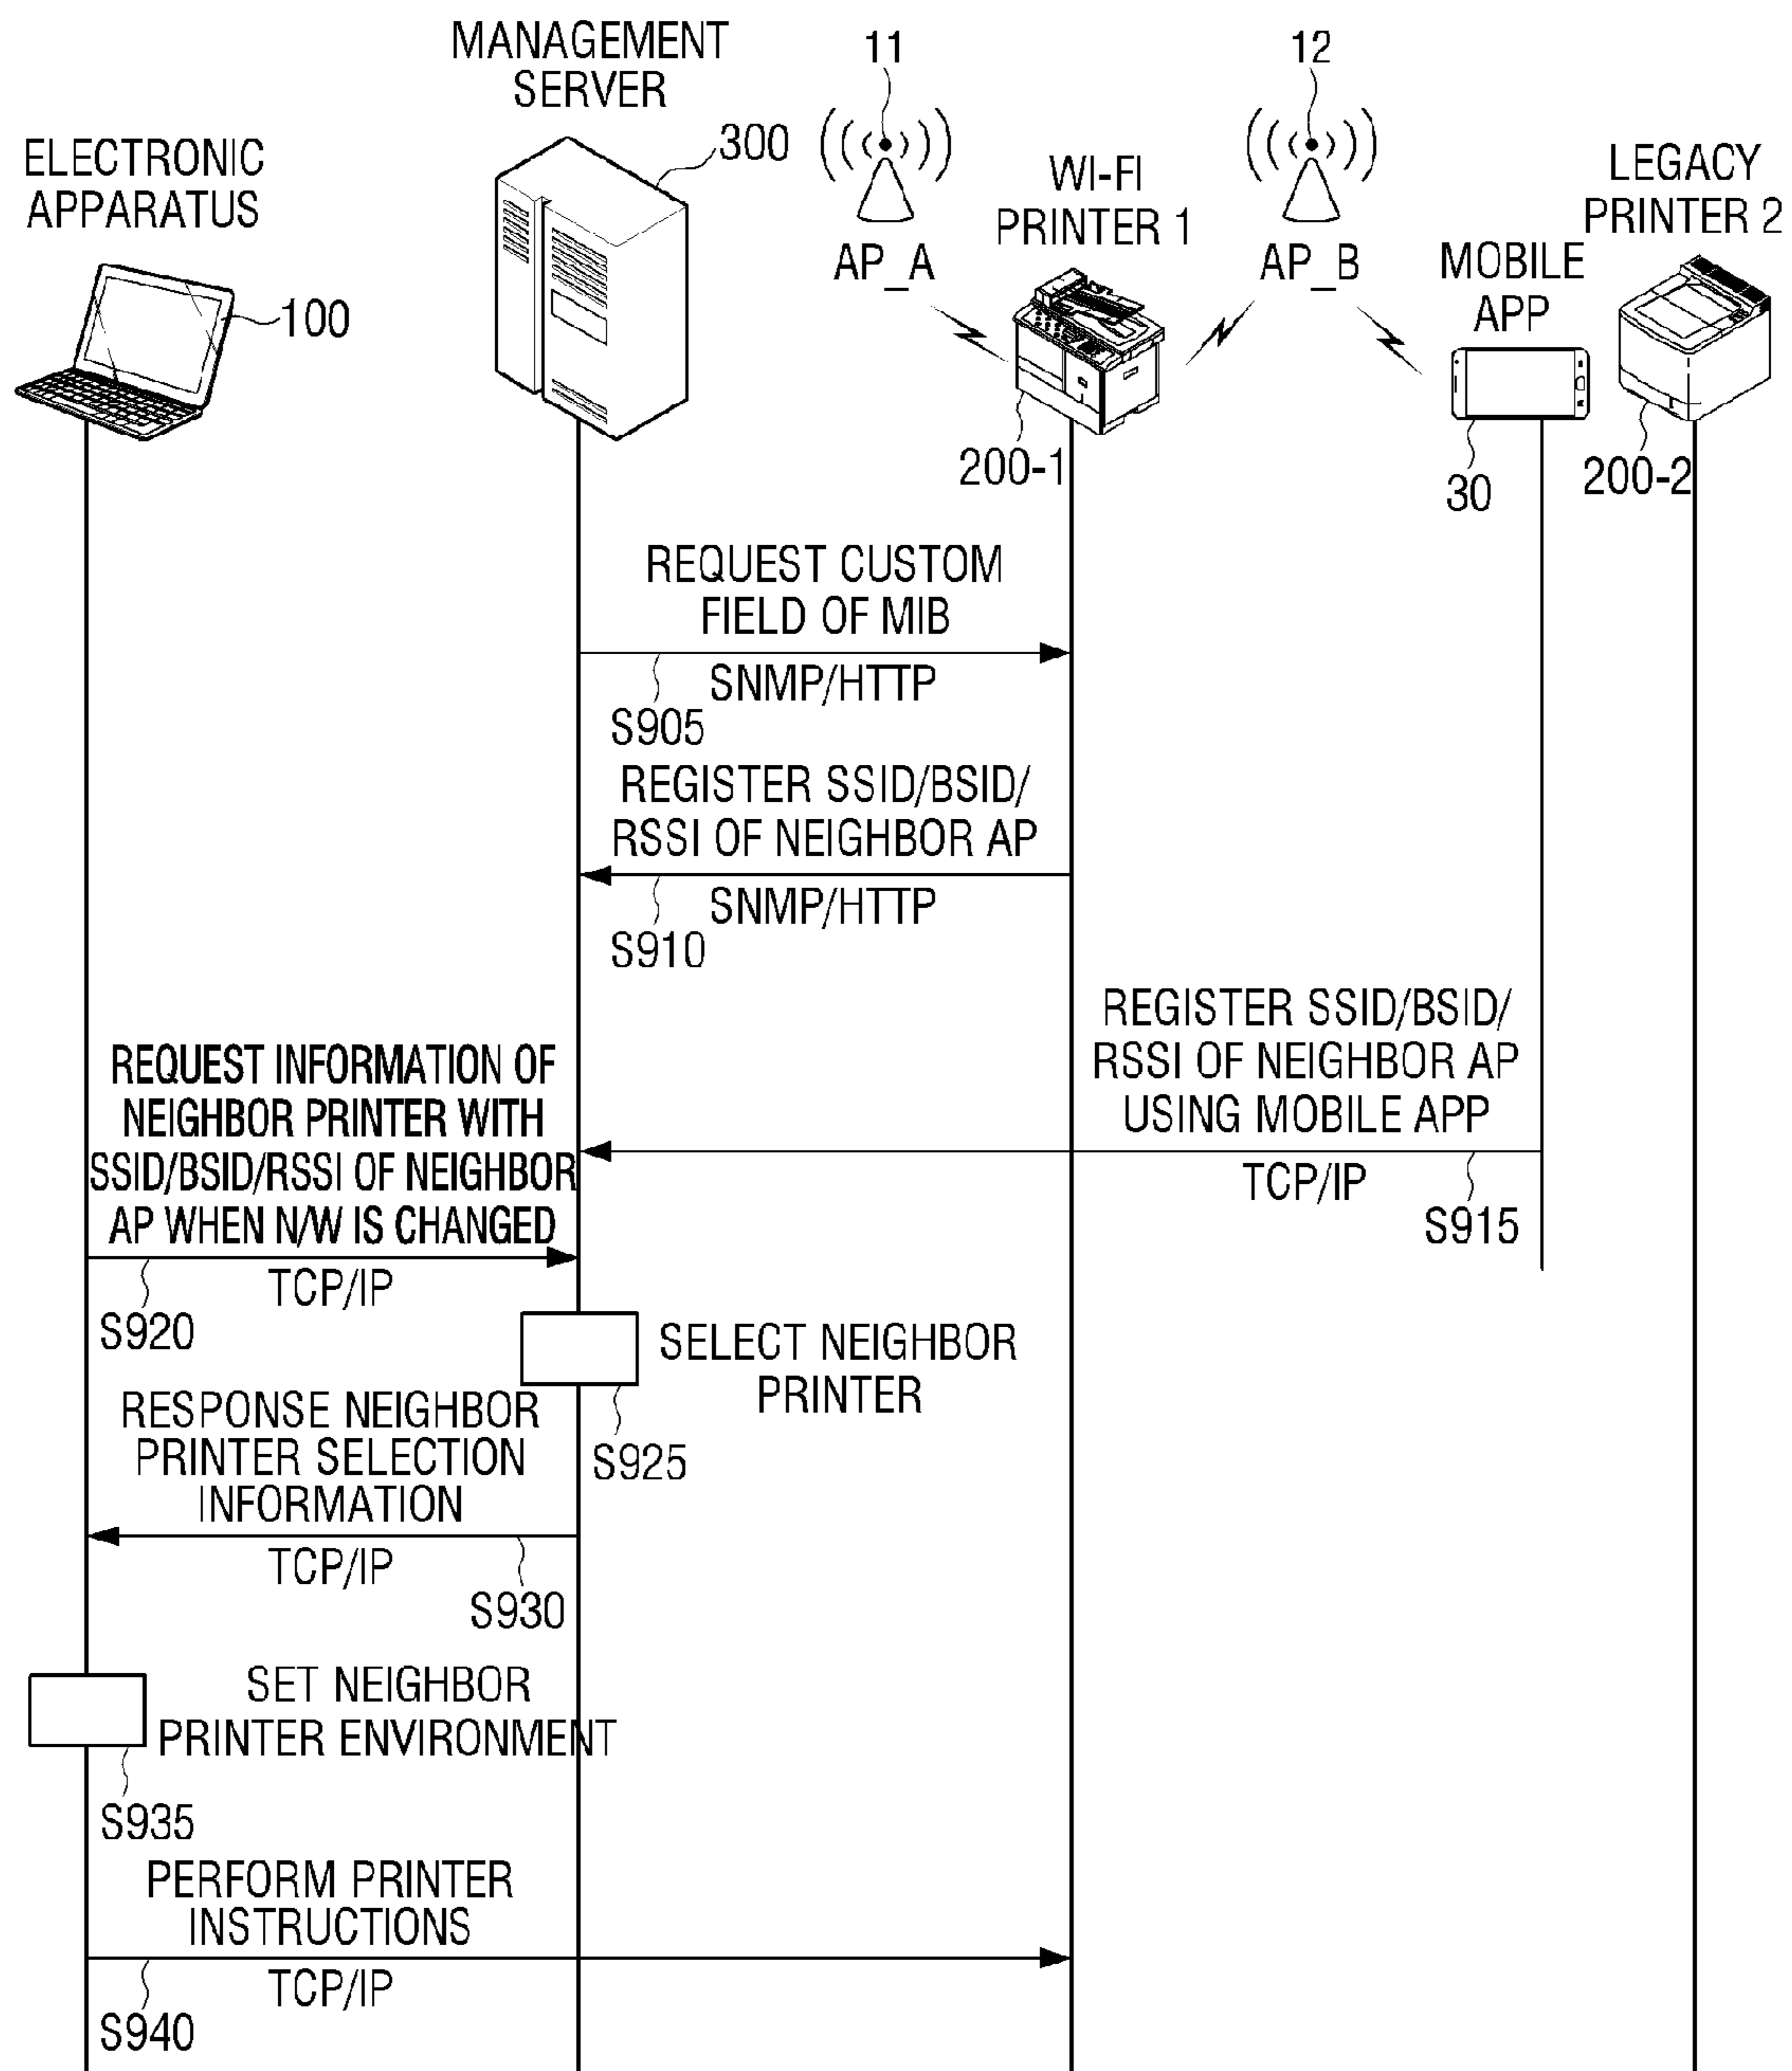 MANAGEMENT
SERVER
11
12
300
ELECTRONIC
APPARATUS
WI-FI
PRINTER 1
LEGACY
PRINTER 2
AP_A
AP_B
MOBILE
APP
100
200-1
30
200-2
REQUEST CUSTOM
FIELD OF MIB
SNMP/HTTP
S905
REGISTER SSID/BSID/
RSSI OF NEIGHBOR AP
SNMP/HTTP
S910
REGISTER SSID/BSID/
RSSI OF NEIGHBOR AP
USING MOBILE APP
TCP/IP
S915
REQUEST INFORMATION OF
NEIGHBOR PRINTER WITH
SSID/BSID/RSSI OF NEIGHBOR
AP WHEN N/W IS CHANGED
TCP/IP
S920
SELECT NEIGHBOR
PRINTER
S925
RESPONSE NEIGHBOR
PRINTER SELECTION
INFORMATION
TCP/IP
S930
SET NEIGHBOR
PRINTER ENVIRONMENT
S935
PERFORM PRINTER
INSTRUCTIONS
TCP/IP
S940